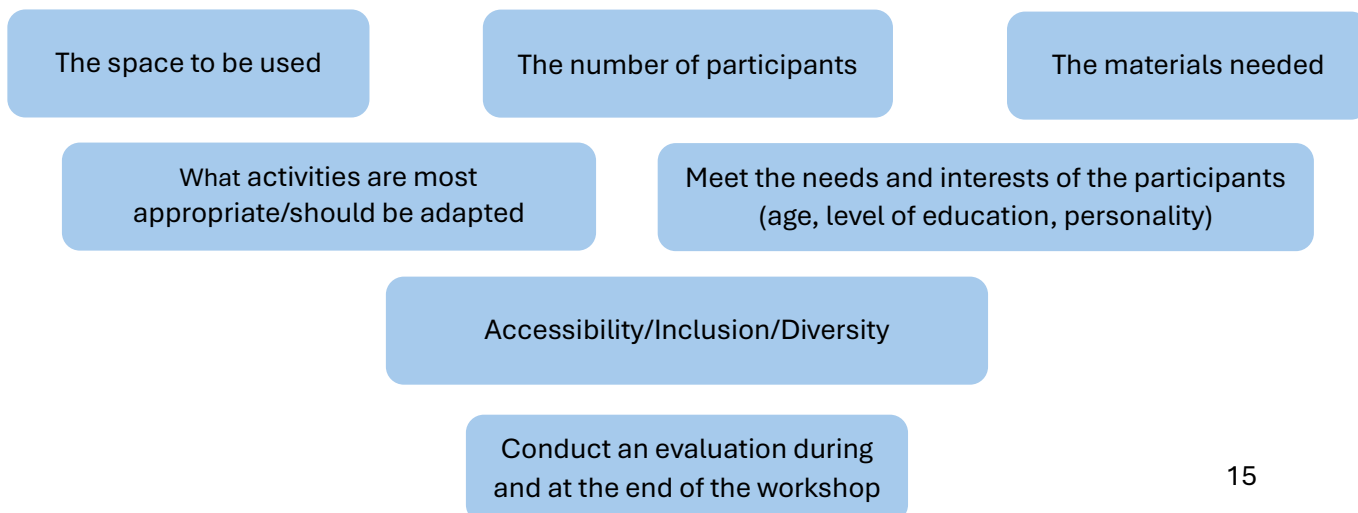 The space to be used
The number of participants
The materials needed
What activities are most
appropriate/should be adapted
Meet the needs and interests of the participants
(age, level of education, personality)
Accessibility/Inclusion/Diversity
Conduct an evaluation during
and at the end of the workshop
15